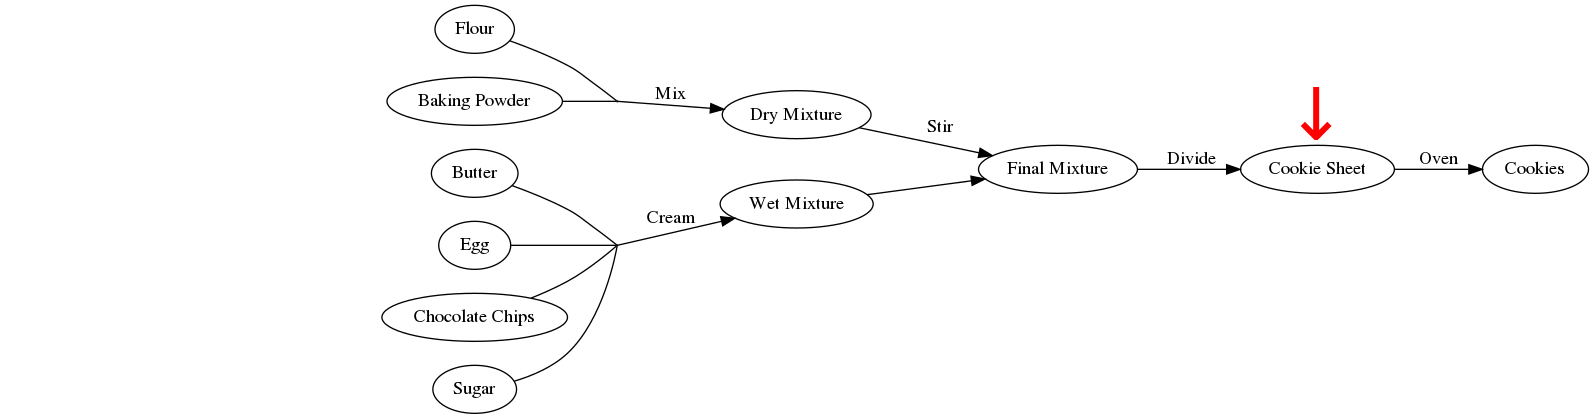 Flour
Baking Powder
Mix
Dry Mixture
Stir
Butter
Egg
Chocolate Chips
Sugar
Cream
Wet Mixture
Final Mixture
Divide
Cookie Sheet
Oven
Cookies